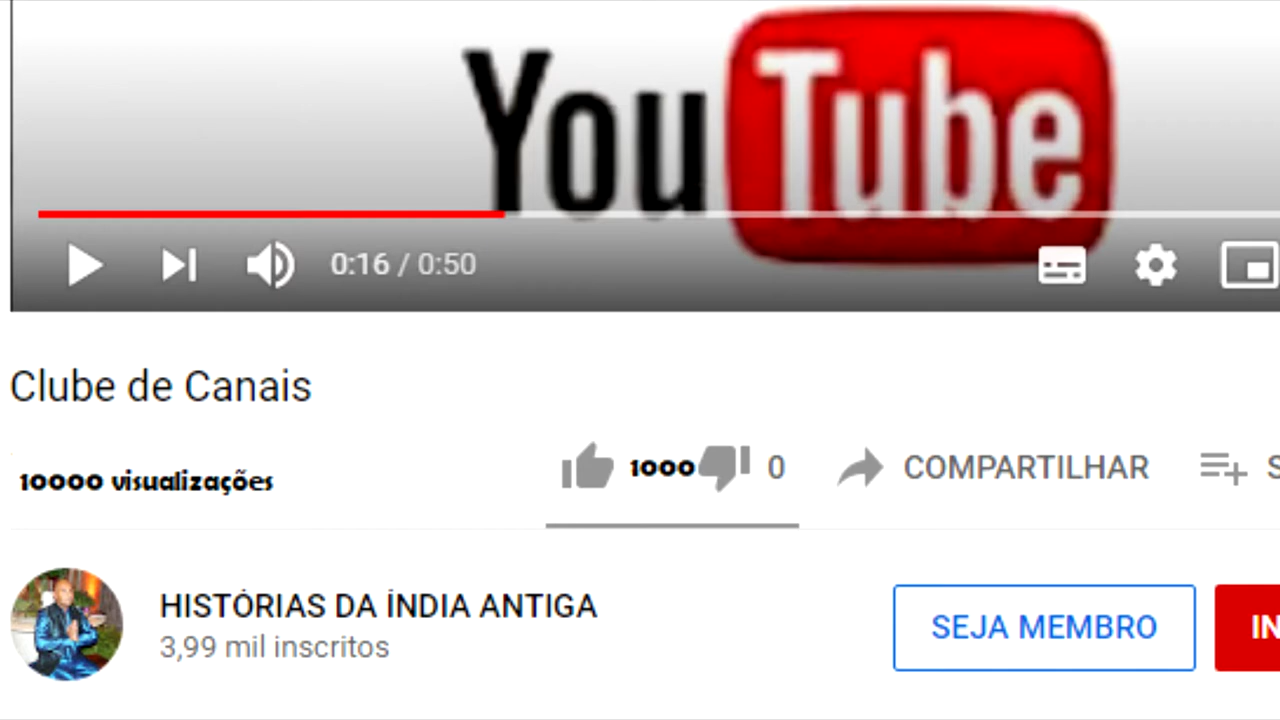 YouTube
0:16 / 0:50
Clube de Canais
10000 visualizações
1000 0 COMPARTILHAR S
HISTÓRIAS DA ÍNDIA ANTIGA
3,99 mil inscritos
SEJA MEMBRO IN